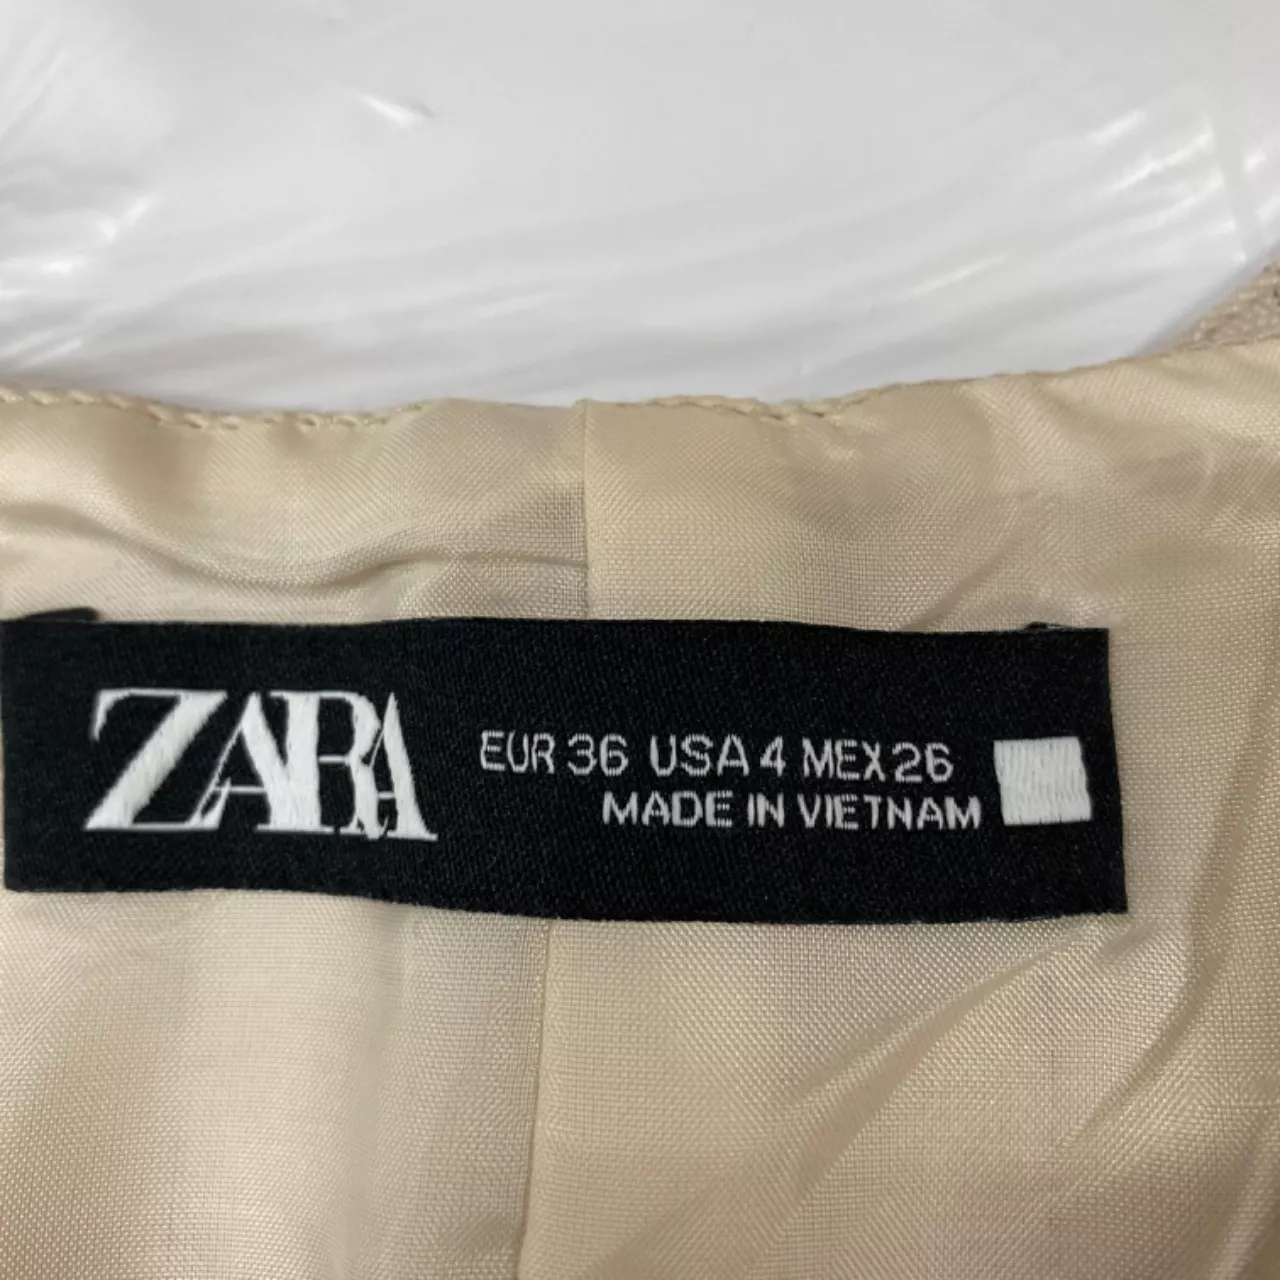 ZARA
EUR 36 USA 4 MEX 26
MADE IN VIETNAM